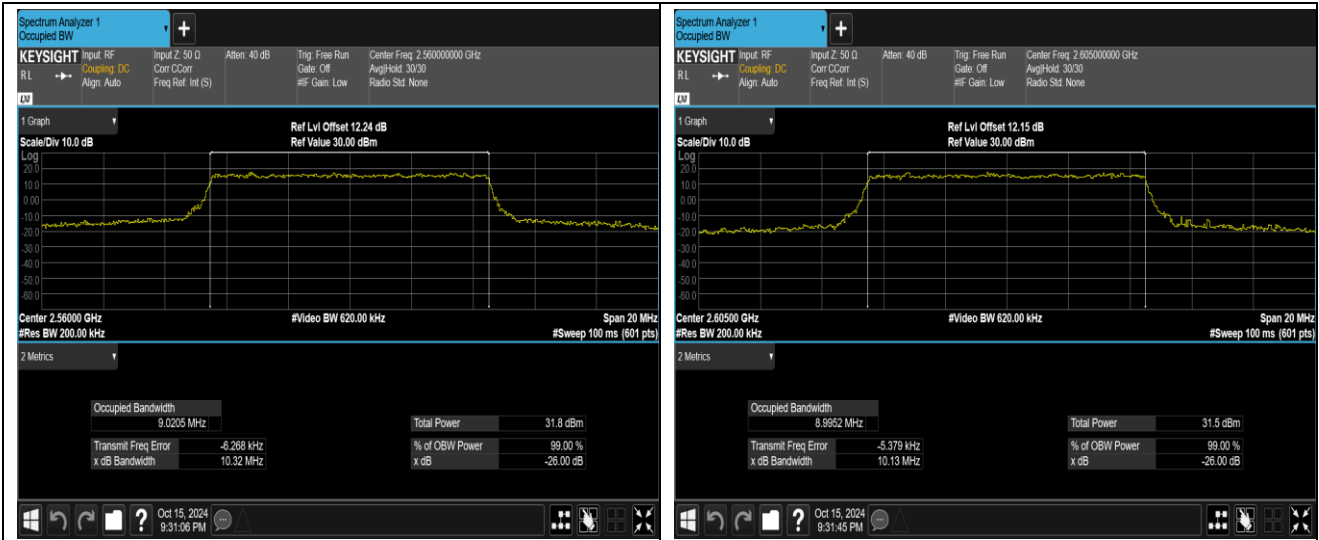 Spectrum Analyzer 1
Occupied BW
+
KEYSIGHT Input: RF Input Z: 50 Ω Atten: 40 dB Trig: Free Run Center Freq: 2.560000000 GHz
RL Coupling: DC Corr CCorr Gate: Off Avg|Hold: 30/30
Align: Auto Freq Ref: Int (S) #IF Gain: Low Radio Std: None
LXI
1 Graph
Ref Lvl Offset 12.24 dB
Scale/Div 10.0 dB Ref Value 30.00 dBm
Log
20.0
10.0
0.00
-10.0
-20.0
-30.0
-40.0
-50.0
-60.0
Center 2.56000 GHz #Video BW 620.00 kHz Span 20 MHz
#Res BW 200.00 kHz #Sweep 100 ms (601 pts)
2 Metrics
Occupied Bandwidth
9.0205 MHz Total Power 31.8 dBm
Transmit Freq Error -6.268 kHz % of OBW Power 99.00 %
x dB Bandwidth 10.32 MHz x dB -26.00 dB
? Oct 15, 2024
9:31:06 PM
Spectrum Analyzer 1
Occupied BW
+
KEYSIGHT Input: RF Input Z: 50 Ω Atten: 40 dB Trig: Free Run Center Freq: 2.605000000 GHz
RL Coupling: DC Corr CCorr Gate: Off Avg|Hold: 30/30
Align: Auto Freq Ref: Int (S) #IF Gain: Low Radio Std: None
LXI
1 Graph
Ref Lvl Offset 12.15 dB
Scale/Div 10.0 dB Ref Value 30.00 dBm
Log
20.0
10.0
0.00
-10.0
-20.0
-30.0
-40.0
-50.0
-60.0
Center 2.60500 GHz #Video BW 620.00 kHz Span 20 MHz
#Res BW 200.00 kHz #Sweep 100 ms (601 pts)
2 Metrics
Occupied Bandwidth
8.9952 MHz Total Power 31.5 dBm
Transmit Freq Error -5.379 kHz % of OBW Power 99.00 %
x dB Bandwidth 10.13 MHz x dB -26.00 dB
? Oct 15, 2024
9:31:45 PM